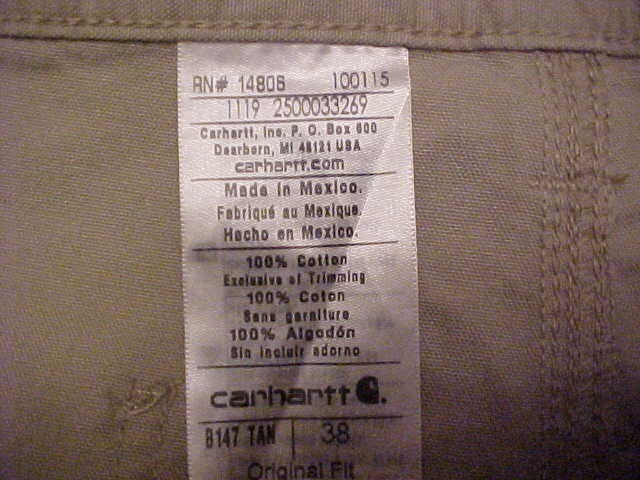 RN# 14806 100115
1119 2500033269
Carhartt, Inc. P. O. Box 600
Dearborn, MI 48121 USA
carhartt.com
Made in Mexico.
Fabriqué au Mexique.
Hecho en Mexico.
100% Cotton
Exclusive of Trimming
100% Coton
Sans garniture
100% Algodón
Sin incluir adorno
carhartt
B147 TAN | 38
Original Fit